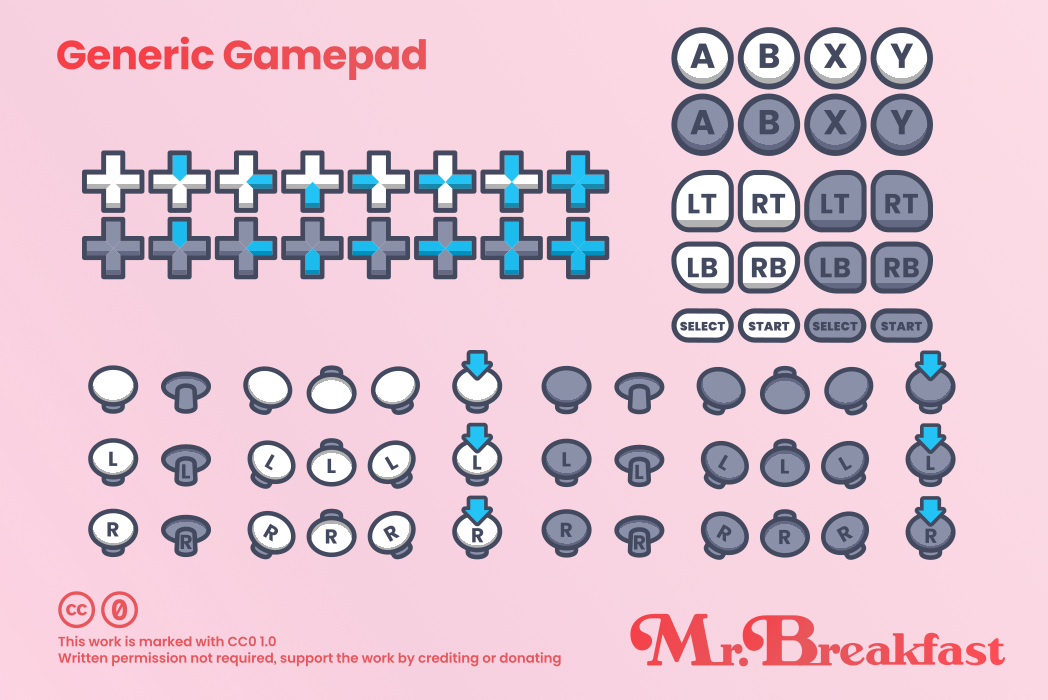 Generic Gamepad
A B X Y
A B X Y
LT RT LT RT
LB RB LB RB
SELECT START SELECT START
L L L L L L L L L L L L
R R R R R R R R R R R R
CC 0
This work is marked with CC0 1.0
Written permission not required, support the work by crediting or donating
Mr. Breakfast